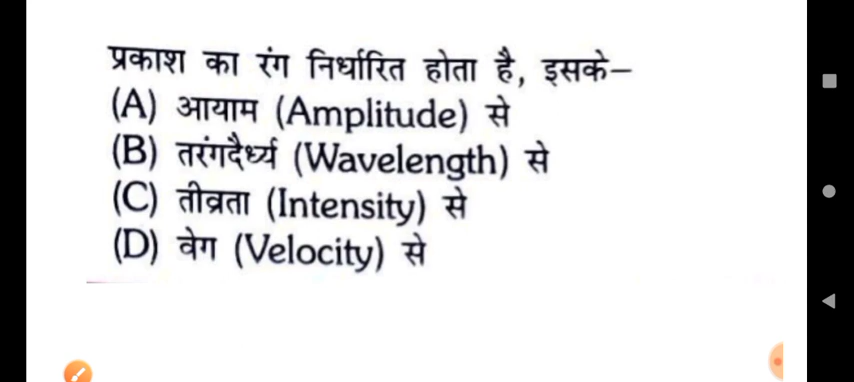 प्रकाश का रंग निर्धारित होता है, इसके–
(A) आयाम (Amplitude) से
(B) तरंगदैर्ध्य (Wavelength) से
(C) तीव्रता (Intensity) से
(D) वेग (Velocity) से